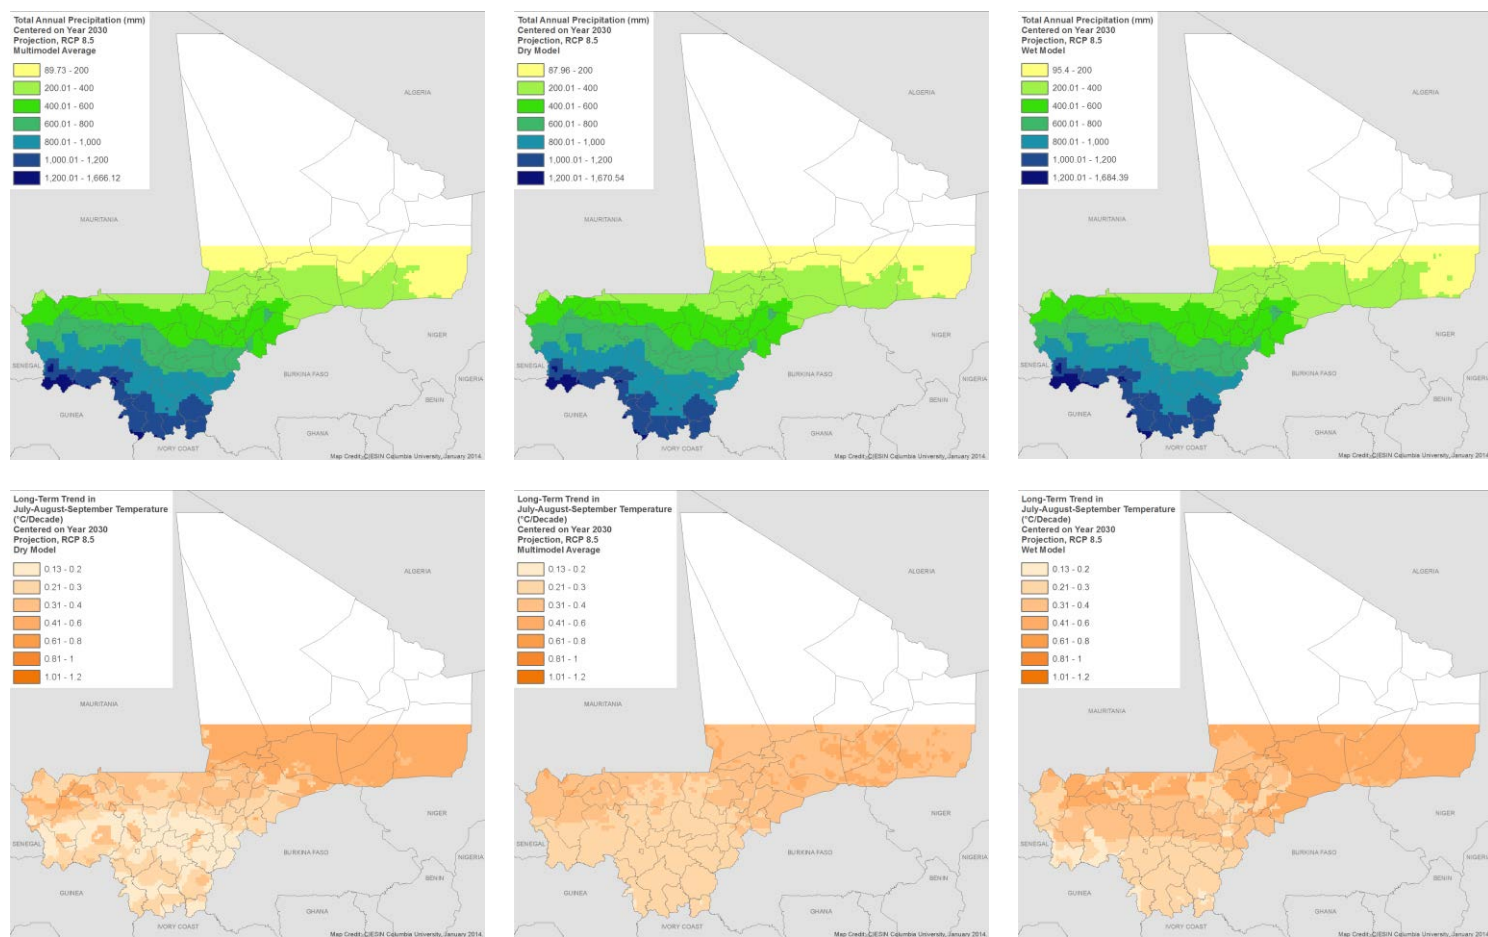 Total Annual Precipitation (mm)
Centered on Year 2030
Projection, RCP 8.5
Multimodel Average
89.73 - 200
200.01 - 400
400.01 - 600
600.01 - 800
800.01 - 1,000
1,000.01 - 1,200
1,200.01 - 1,666.12
ALGERIA
MAURITANIA
NIGER
SENEGAL
BURKINA FASO
NIGERIA
BENIN
GUINEA
GHANA
IVORY COAST
Map Credit: CIESIN Columbia University, January 2014.
Total Annual Precipitation (mm)
Centered on Year 2030
Projection, RCP 8.5
Dry Model
87.96 - 200
200.01 - 400
400.01 - 600
600.01 - 800
800.01 - 1,000
1,000.01 - 1,200
1,200.01 - 1,670.54
ALGERIA
MAURITANIA
NIGER
SENEGAL
BURKINA FASO
NIGERIA
BENIN
GUINEA
GHANA
IVORY COAST
Map Credit: CIESIN Columbia University, January 2014.
Total Annual Precipitation (mm)
Centered on Year 2030
Projection, RCP 8.5
Wet Model
95.4 - 200
200.01 - 400
400.01 - 600
600.01 - 800
800.01 - 1,000
1,000.01 - 1,200
1,200.01 - 1,684.39
ALGERIA
MAURITANIA
NIGER
SENEGAL
BURKINA FASO
NIGERIA
BENIN
GUINEA
GHANA
IVORY COAST
Map Credit: CIESIN Columbia University, January 2014.
Long-Term Trend in
July-August-September Temperature
(°C/Decade)
Centered on Year 2030
Projection, RCP 8.5
Dry Model
0.13 - 0.2
0.21 - 0.3
0.31 - 0.4
0.41 - 0.6
0.61 - 0.8
0.81 - 1
1.01 - 1.2
ALGERIA
MAURITANIA
NIGER
SENEGAL
BURKINA FASO
NIGERIA
BENIN
GUINEA
GHANA
IVORY COAST
Map Credit: CIESIN Columbia University, January 2014.
Long-Term Trend in
July-August-September Temperature
(°C/Decade)
Centered on Year 2030
Projection, RCP 8.5
Multimodel Average
0.13 - 0.2
0.21 - 0.3
0.31 - 0.4
0.41 - 0.6
0.61 - 0.8
0.81 - 1
1.01 - 1.2
ALGERIA
MAURITANIA
NIGER
SENEGAL
BURKINA FASO
NIGERIA
BENIN
GUINEA
GHANA
IVORY COAST
Map Credit: CIESIN Columbia University, January 2014.
Long-Term Trend in
July-August-September Temperature
(°C/Decade)
Centered on Year 2030
Projection, RCP 8.5
Wet Model
0.13 - 0.2
0.21 - 0.3
0.31 - 0.4
0.41 - 0.6
0.61 - 0.8
0.81 - 1
1.01 - 1.2
ALGERIA
MAURITANIA
NIGER
SENEGAL
BURKINA FASO
NIGERIA
BENIN
GUINEA
GHANA
IVORY COAST
Map Credit: CIESIN Columbia University, January 2014.